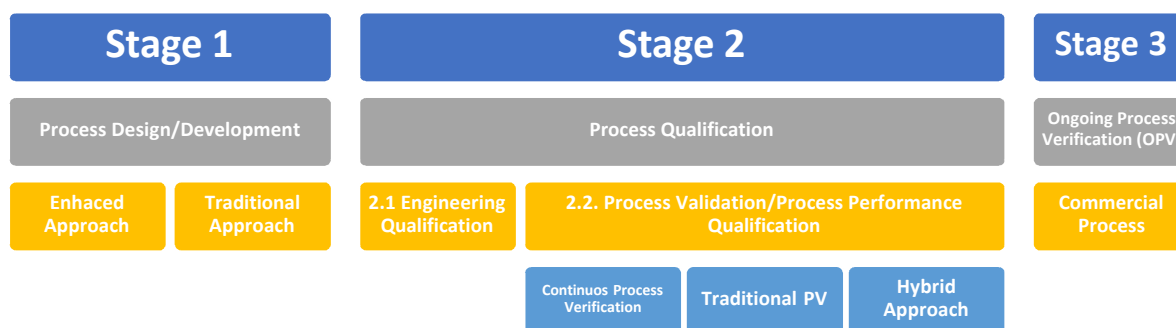 Stage 1
Stage 2
Stage 3
Process Design/Development
Process Qualification
Ongoing Process
Verification (OPV
Enhaced
Approach
Traditional
Approach
2.1 Engineering
Qualification
2.2. Process Validation/Process Performance
Qualification
Commercial
Process
Continuos Process
Verification
Traditional PV
Hybrid
Approach